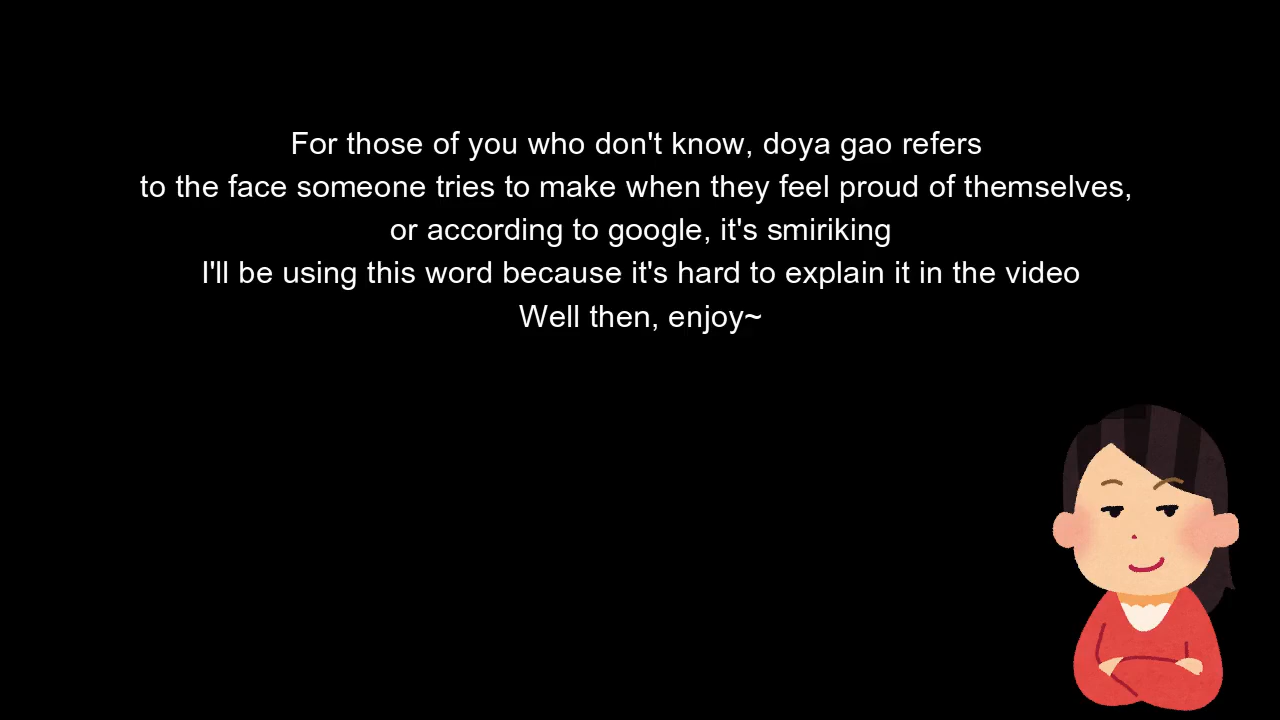 For those of you who don't know, doya gao refers
to the face someone tries to make when they feel proud of themselves,
or according to google, it's smiriking
I'll be using this word because it's hard to explain it in the video
Well then, enjoy~